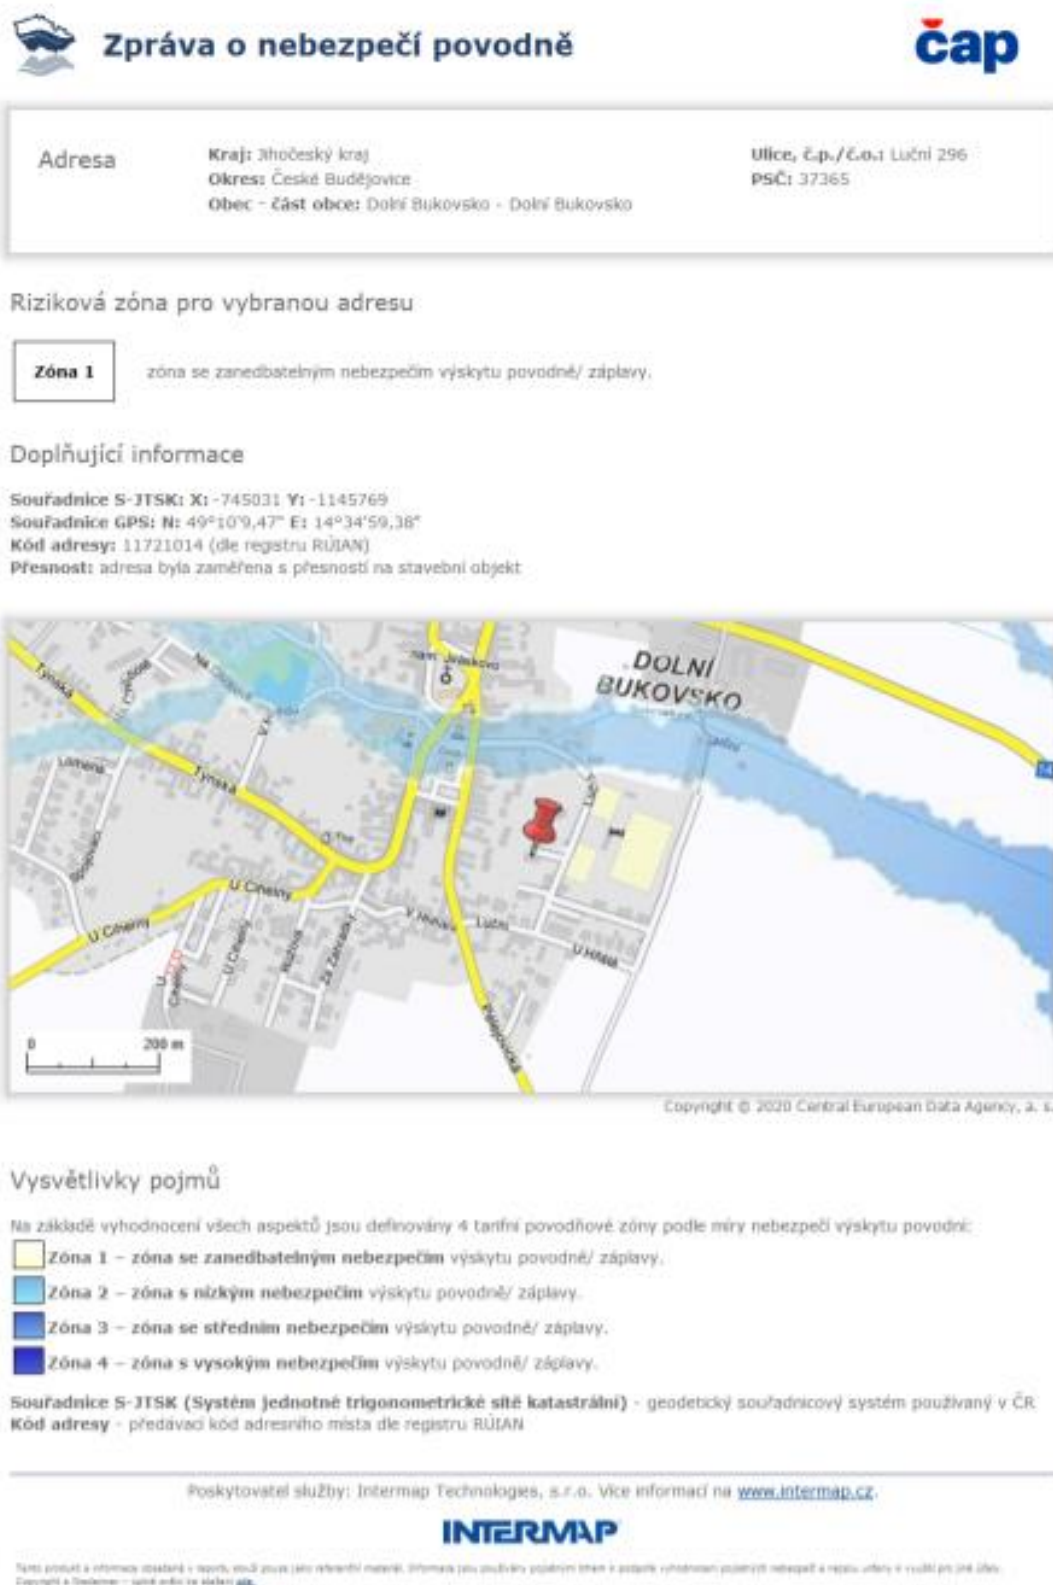 Zpráva o nebezpečí povodně
čap
Adresa
Kraj: Jihočeský kraj
Okres: České Budějovice
Obec - část obce: Dolní Bukovsko - Dolní Bukovsko
Ulice, č.p./č.o.: Luční 296
PSČ: 37365
Riziková zóna pro vybranou adresu
Zóna 1
zóna se zanedbatelným nebezpečím výskytu povodně/ záplavy.
Doplňující informace
Souřadnice S-JTSK: X: -745031 Y: -1145769
Souřadnice GPS: N: 49°10'9,47" E: 14°34'59,38"
Kód adresy: 11721014 (dle registru RÚIAN)
Přesnost: adresa byla zaměřena s přesností na stavební objekt
DOLNÍ
BUKOVSKO
Týnská
Lomená
Spojovací
Týnská
U Cihelny
U Cihelny
U Cihelny
U Cihelny
Růžová
Za Zahrádky
Luční
U Hřiště
0 200 m
Copyright © 2020 Central European Data Agency, a. s.
Vysvětlivky pojmů
Na základě vyhodnocení všech aspektů jsou definovány 4 tarifní povodňové zóny podle míry nebezpečí výskytu povodní:
Zóna 1 – zóna se zanedbatelným nebezpečím výskytu povodně/ záplavy.
Zóna 2 – zóna s nízkým nebezpečím výskytu povodně/ záplavy.
Zóna 3 – zóna se středním nebezpečím výskytu povodně/ záplavy.
Zóna 4 – zóna s vysokým nebezpečím výskytu povodně/ záplavy.
Souřadnice S-JTSK (Systém jednotné trigonometrické sítě katastrální) - geodetický souřadnicový systém používaný v ČR
Kód adresy - předávací kód adresního místa dle registru RÚIAN
Poskytovatel služby: Intermap Technologies, s.r.o. Více informací na www.intermap.cz.
INTERMAP